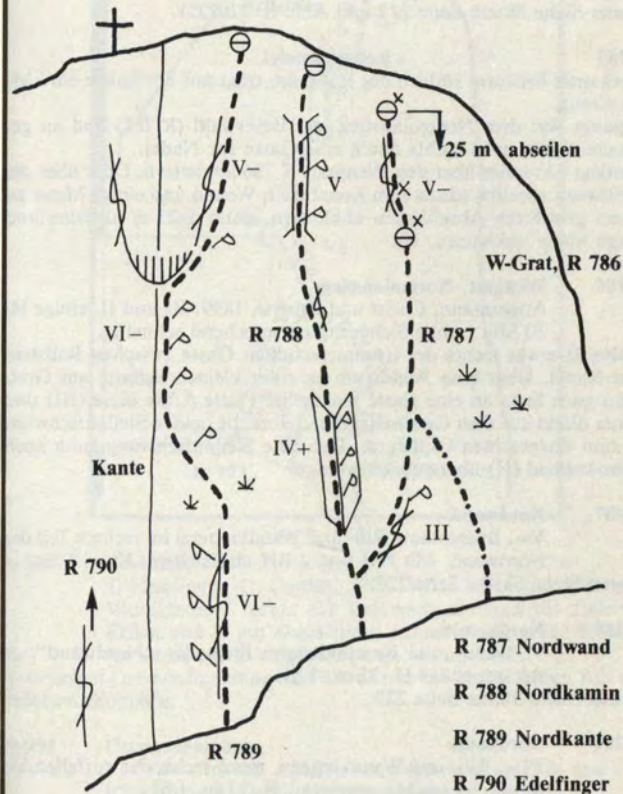 V–
25 m abseilen
V–
W-Grat, R 786
VI–
R 788
R 787
Kante
IV+
III
R 790
VI–
R 789
R 787 Nordwand
R 788 Nordkamin
R 789 Nordkante
R 790 Edelfinger